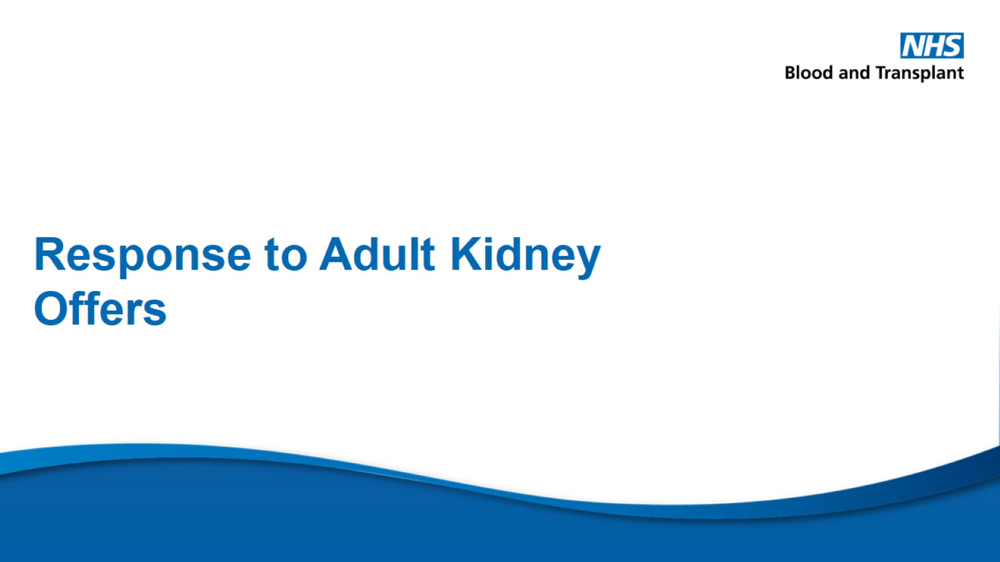 NHS
Blood and Transplant
Response to Adult Kidney
Offers